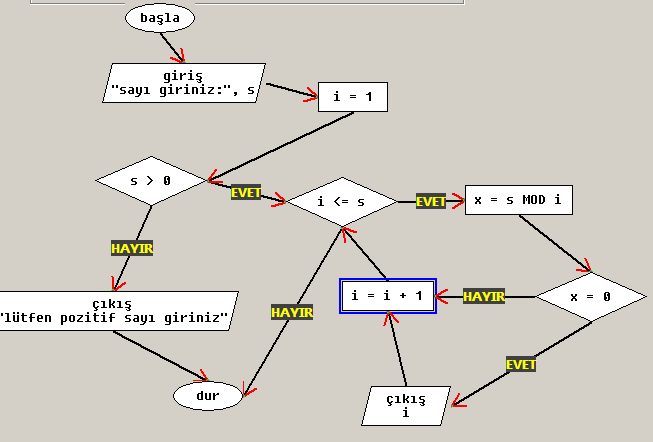 başla
giriş
"sayı giriniz:", s
i = 1
s > 0
EVET
i <= s
EVET
x = s MOD i
HAYIR
çıkış
"lütfen pozitif sayı giriniz"
HAYIR
i = i + 1
HAYIR
x = 0
EVET
dur
çıkış
i